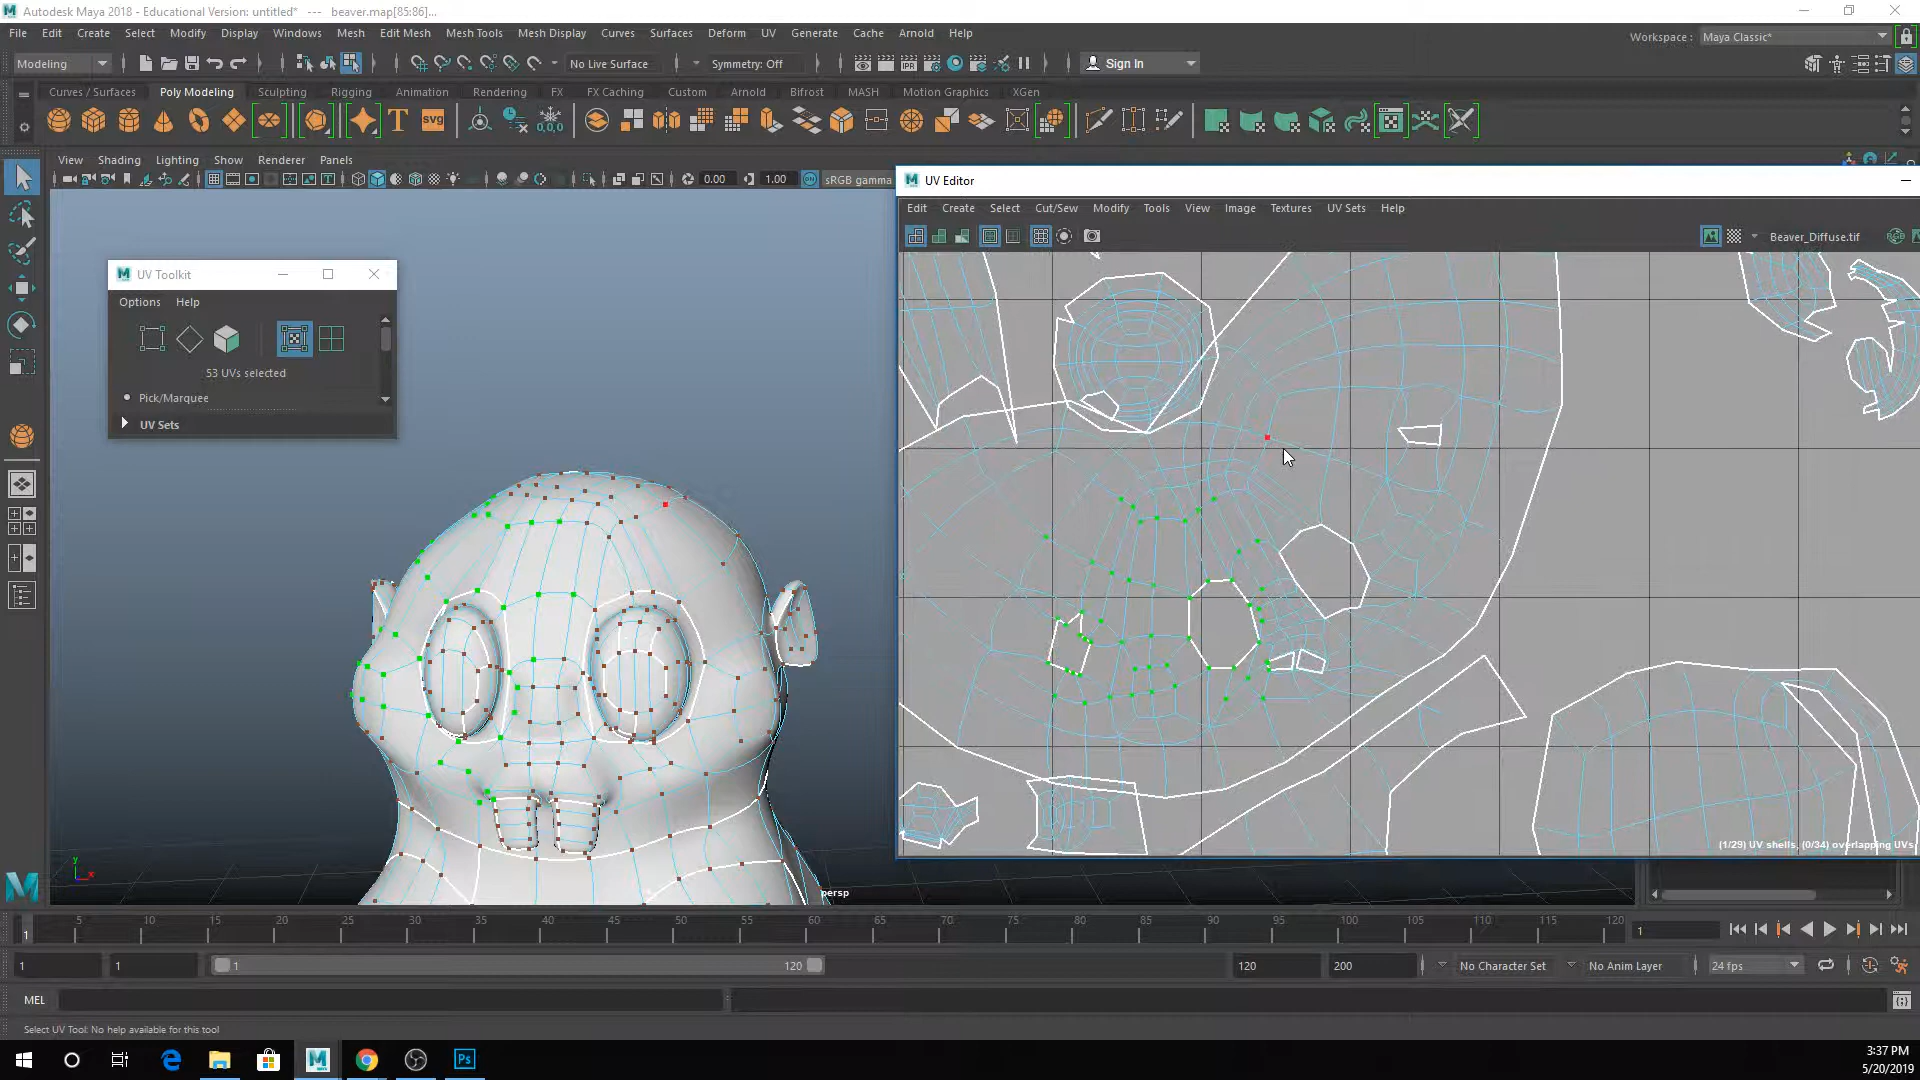 Autodesk Maya 2018 - Educational Version: untitled* --- beaver.map[85:86]...
File Edit Create Select Modify Display Windows Mesh Edit Mesh Mesh Tools Mesh Display Curves Surfaces Deform UV Generate Cache Arnold Help
Workspace : Maya Classic*
Modeling No Live Surface Symmetry: Off Sign In
Curves / Surfaces Poly Modeling Sculpting Rigging Animation Rendering FX FX Caching Custom Arnold Bifrost MASH Motion Graphics XGen
T svg 0,0,0
View Shading Lighting Show Renderer Panels
0.00 1.00 sRGB gamma
UV Editor
Edit Create Select Cut/Sew Modify Tools View Image Textures UV Sets Help
Beaver_Diffuse.tif
UV Toolkit
Options Help
53 UVs selected
Pick/Marquee
UV Sets
(1/29) UV shells, (0/34) overlapping UVs
y
x
persp
5 10 15 20 25 30 35 40 45 50 55 60 65 70 75 80 85 90 95 100 105 110 115 120
1 1
1 1 1 120 120 200 No Character Set No Anim Layer 24 fps
MEL
Select UV Tool: No help available for this tool
Ps
3:37 PM
5/20/2019